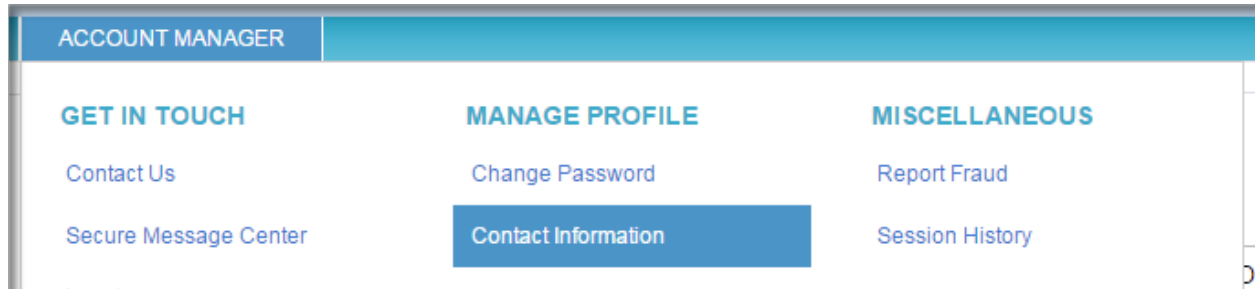 ACCOUNT MANAGER
GET IN TOUCH MANAGE PROFILE MISCELLANEOUS
Contact Us Change Password Report Fraud
Secure Message Center Contact Information Session History